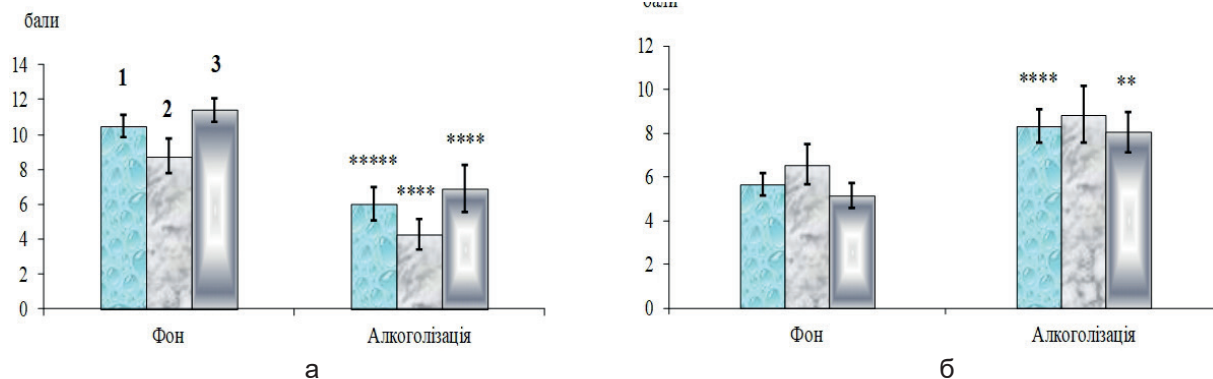 бали
14
12
10
8
6
4
2
0
1
2
3
*****
****
****
Фон
Алкоголізація
а
бали
12
10
8
6
4
2
0
****
**
Фон
Алкоголізація
б